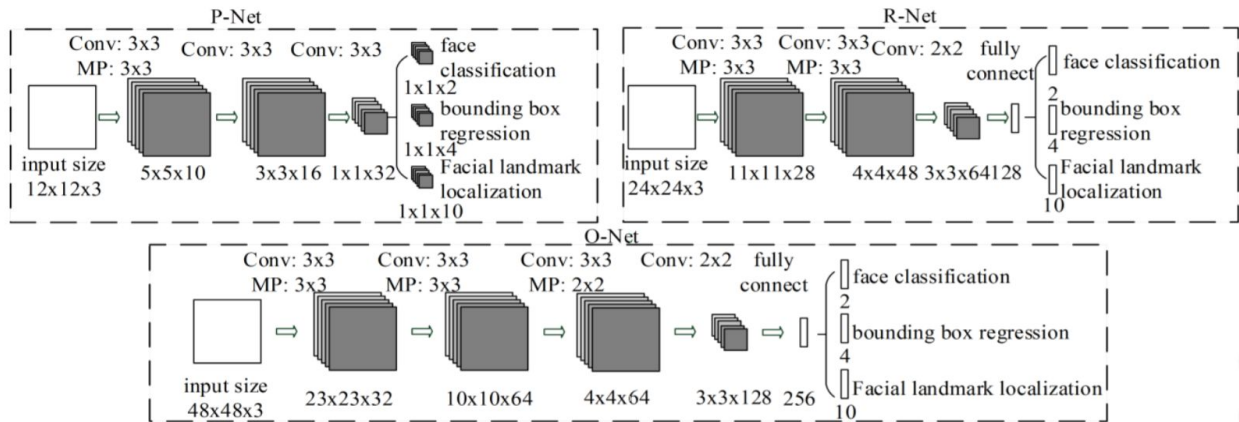 P-Net
Conv: 3x3
MP: 3x3
Conv: 3x3
Conv: 3x3
face
classification
1x1x2
bounding box
regression
1x1x4
Facial landmark
localization
1x1x10
input size
12x12x3
5x5x10
3x3x16
1x1x32
R-Net
Conv: 3x3
MP: 3x3
Conv: 3x3
MP: 3x3
Conv: 2x2
fully
connect
face classification
2
bounding box
regression
4
Facial landmark
localization
10
input size
24x24x3
11x11x28
4x4x48
3x3x64
128
O-Net
Conv: 3x3
MP: 3x3
Conv: 3x3
MP: 3x3
Conv: 3x3
MP: 2x2
Conv: 2x2
fully
connect
face classification
2
bounding box regression
4
Facial landmark localization
10
input size
48x48x3
23x23x32
10x10x64
4x4x64
3x3x128
256